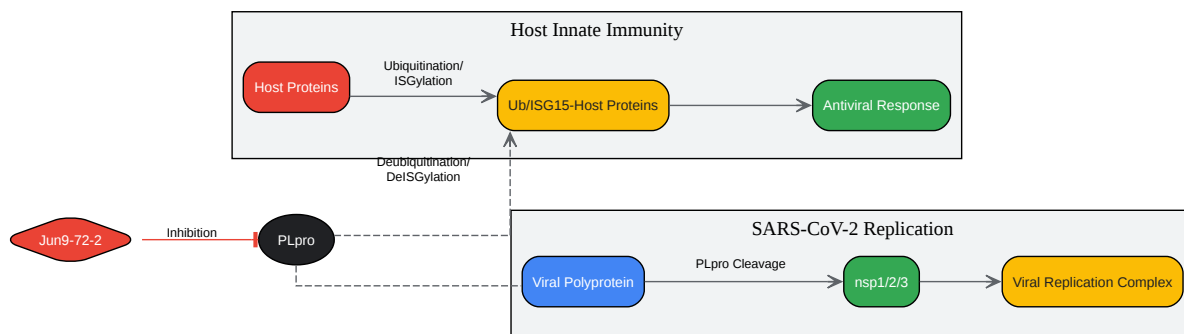 Host Innate Immunity
Host Proteins
Ubiquitination/
ISGylation
Ub/ISG15-Host Proteins
Antiviral Response
Deubiquitination/
DeISGylation
Jun9-72-2
Inhibition
PLpro
SARS-CoV-2 Replication
Viral Polyprotein
PLpro Cleavage
nsp1/2/3
Viral Replication Complex